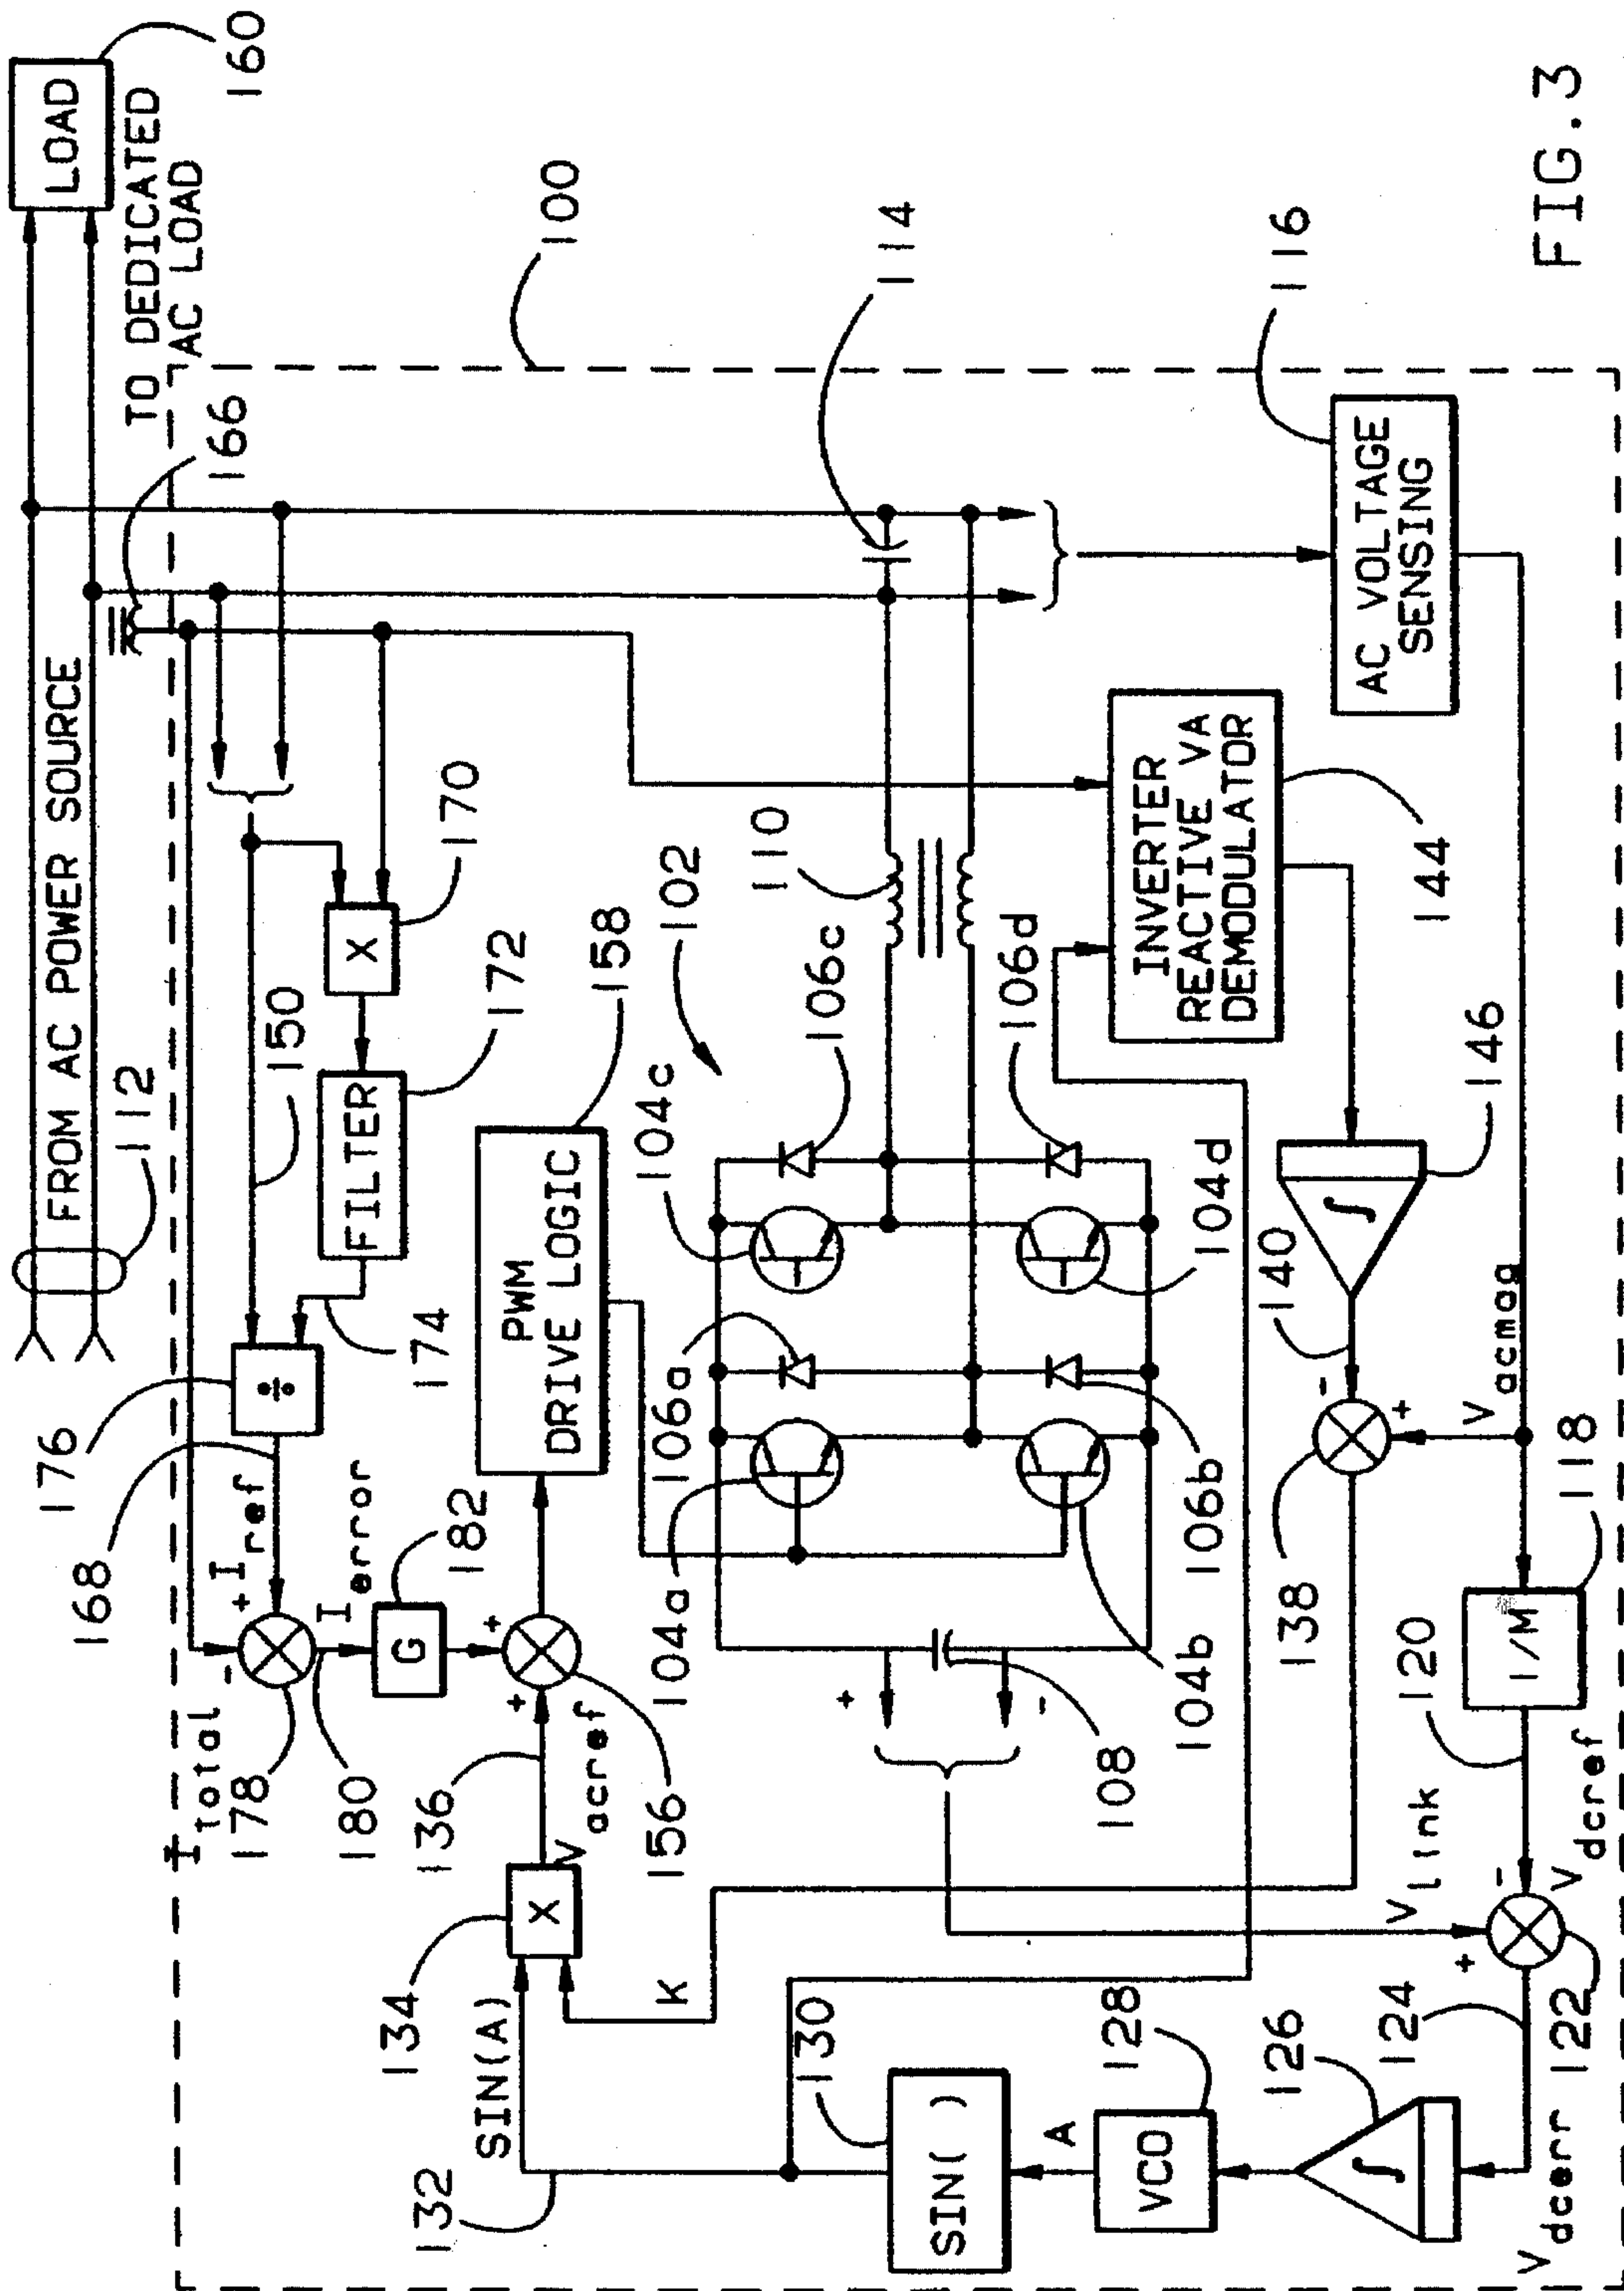 FIG.3
FROM AC POWER SOURCE
112
LOAD
160
TO DEDICATED
AC LOAD
166
100
150
170
X
172
FILTER
174
176
÷
168
I ref
+
-
I Total
178
180
I error
182
G
+
+
156
136
V acref
134
X
SIN(A)
132
K
PWM
DRIVE LOGIC
158
102
104a
106a
104c
106c
104b
106b
104d
106d
110
114
+
-
108
130
SIN( )
A
128
VCO
126
∫
124
V dcerr
122
+
-
V link
V dcref
120
118
1/M
V acmag
138
-
+
140
∫
146
INVERTER
REACTIVE VA
DEMODULATOR
144
AC VOLTAGE
SENSING
116